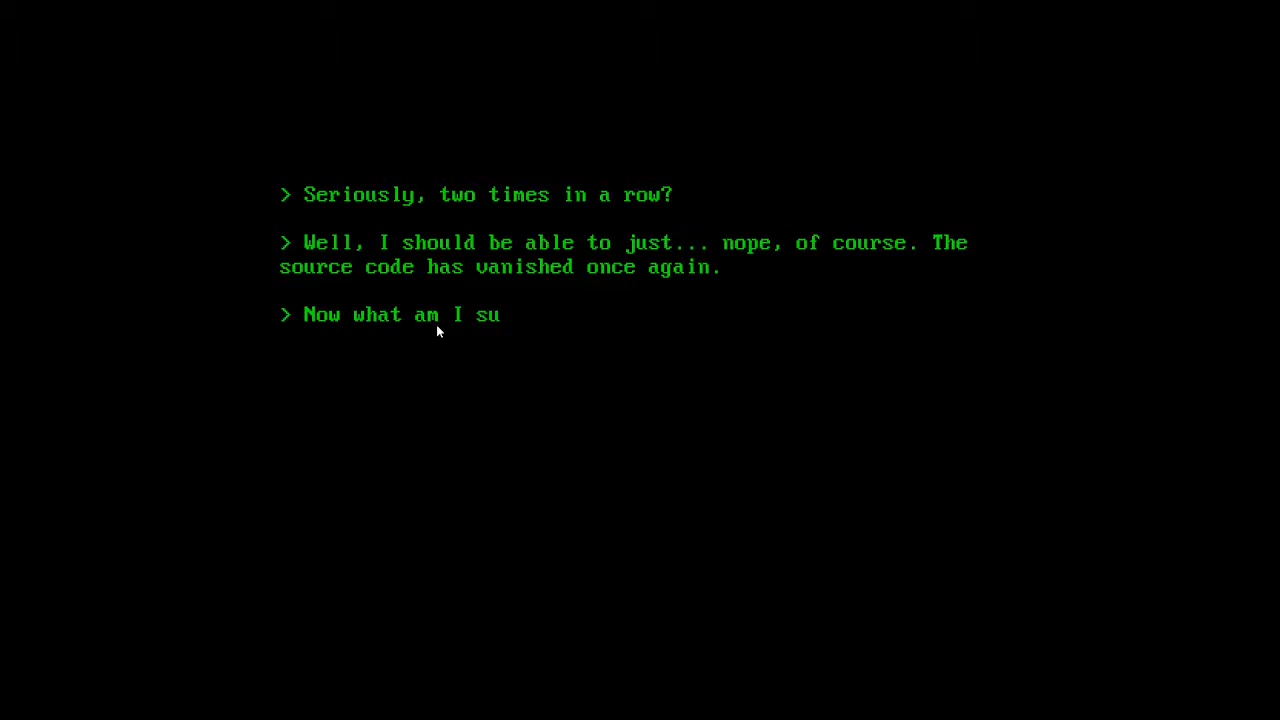 > Seriously, two times in a row?
> Well, I should be able to just... nope, of course. The
source code has vanished once again.
> Now what am I su